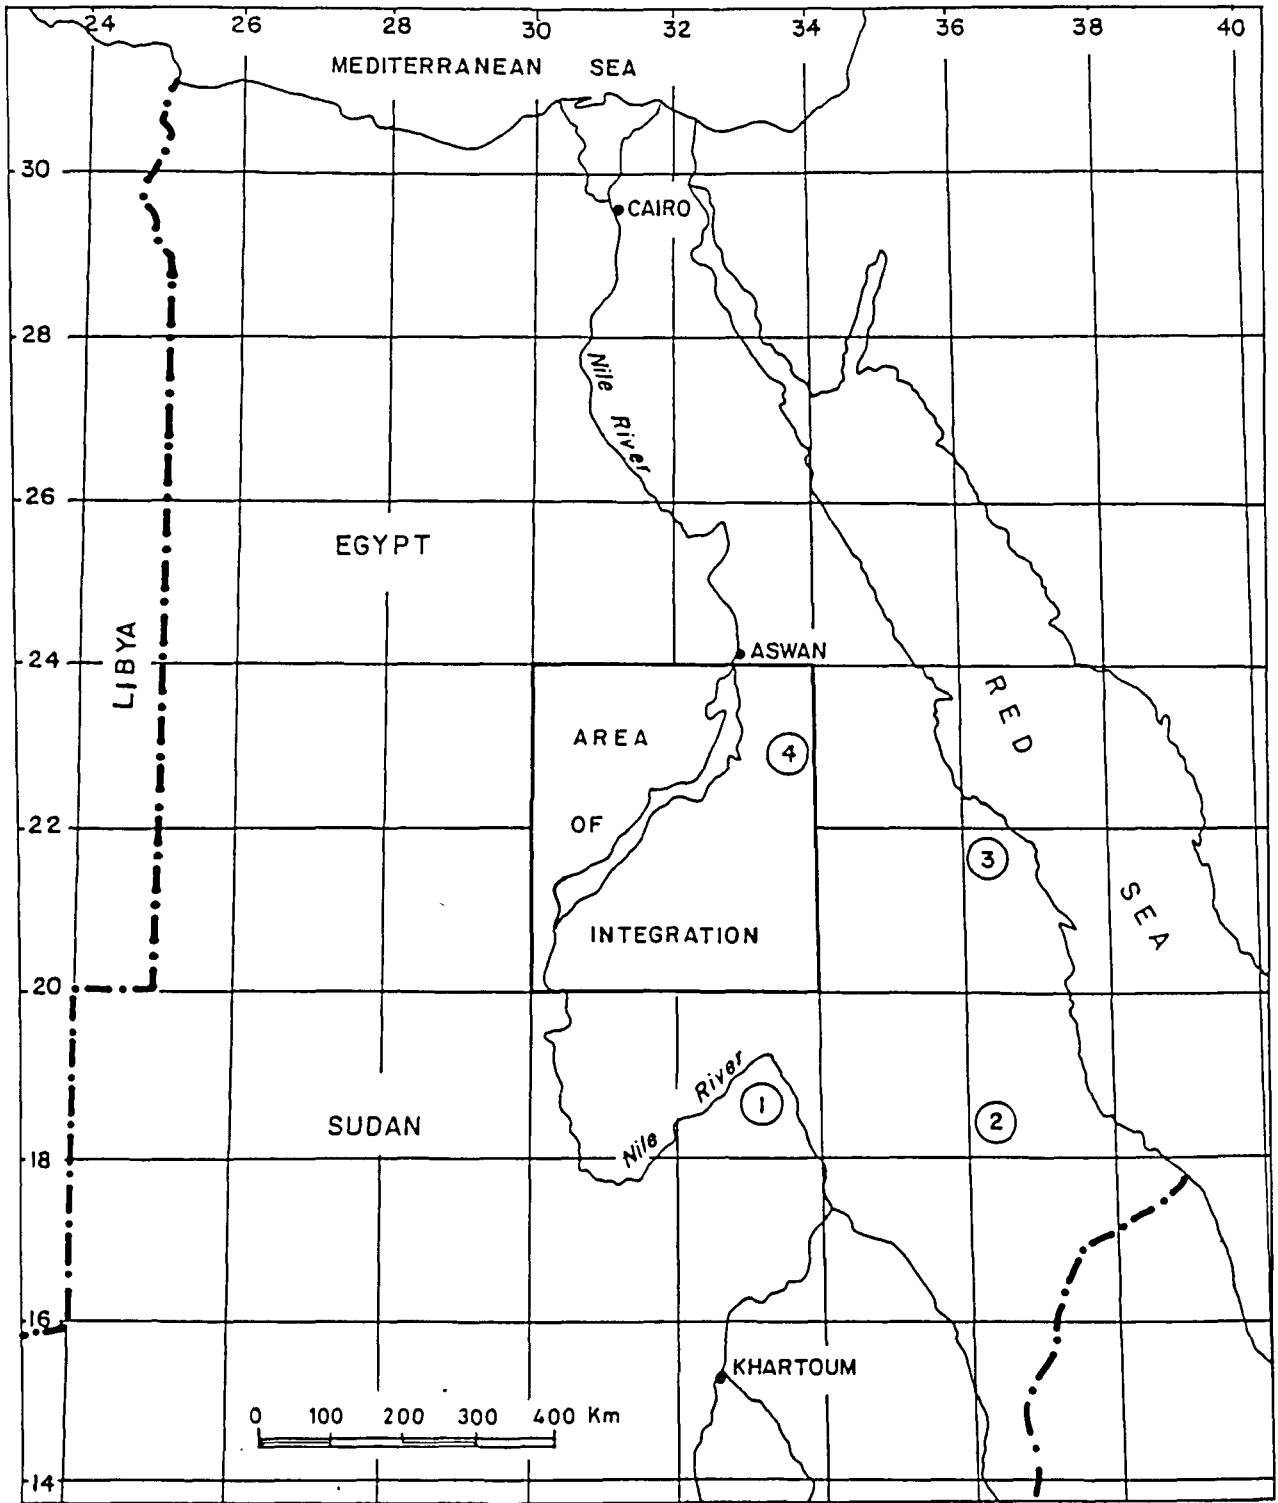 24 26 28 30 32 34 36 38 40
MEDITERRANEAN SEA
30
CAIRO
28
Nile River
26
EGYPT
LIBYA
24
ASWAN
RED
AREA
4
22
OF
3
SEA
INTEGRATION
20
Nile River
1
2
SUDAN
18
16
KHARTOUM
0 100 200 300 400 Km
14